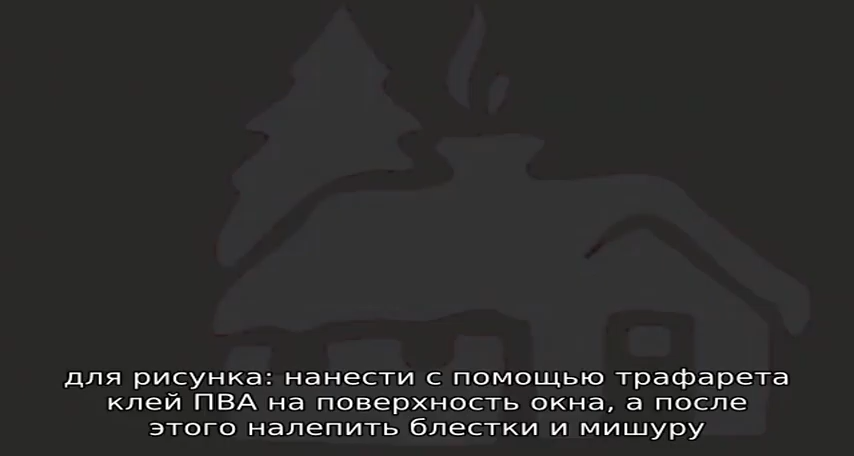 для рисунка: нанести с помощью трафарета
клей ПВА на поверхность окна, а после
этого налепить блестки и мишуру